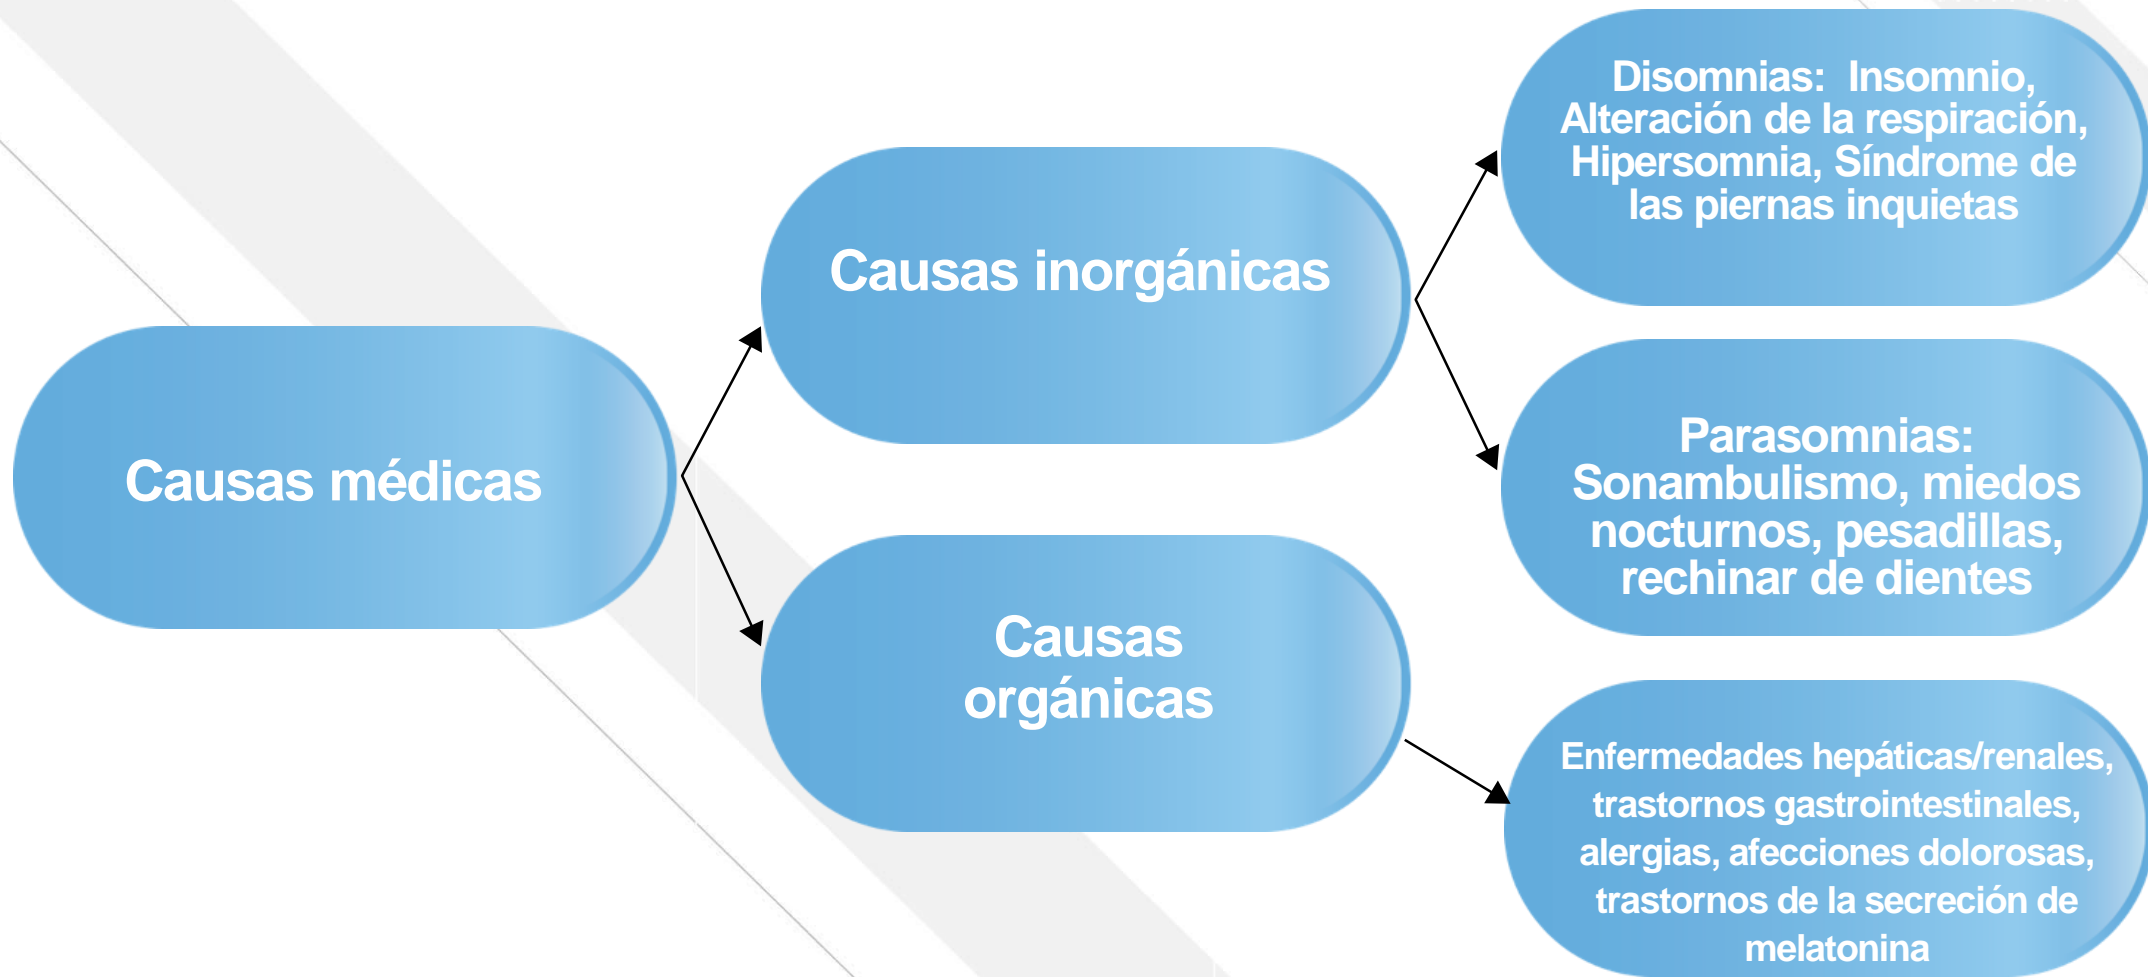 Causas médicas
Causas inorgánicas
Causas
orgánicas
Disomnias:  Insomnio,
Alteración de la respiración,
Hipersomnia, Síndrome de
las piernas inquietas
Parasomnias:
Sonambulismo, miedos
nocturnos, pesadillas,
rechinar de dientes
Enfermedades hepáticas/renales,
trastornos gastrointestinales,
alergias, afecciones dolorosas,
trastornos de la secreción de
melatonina